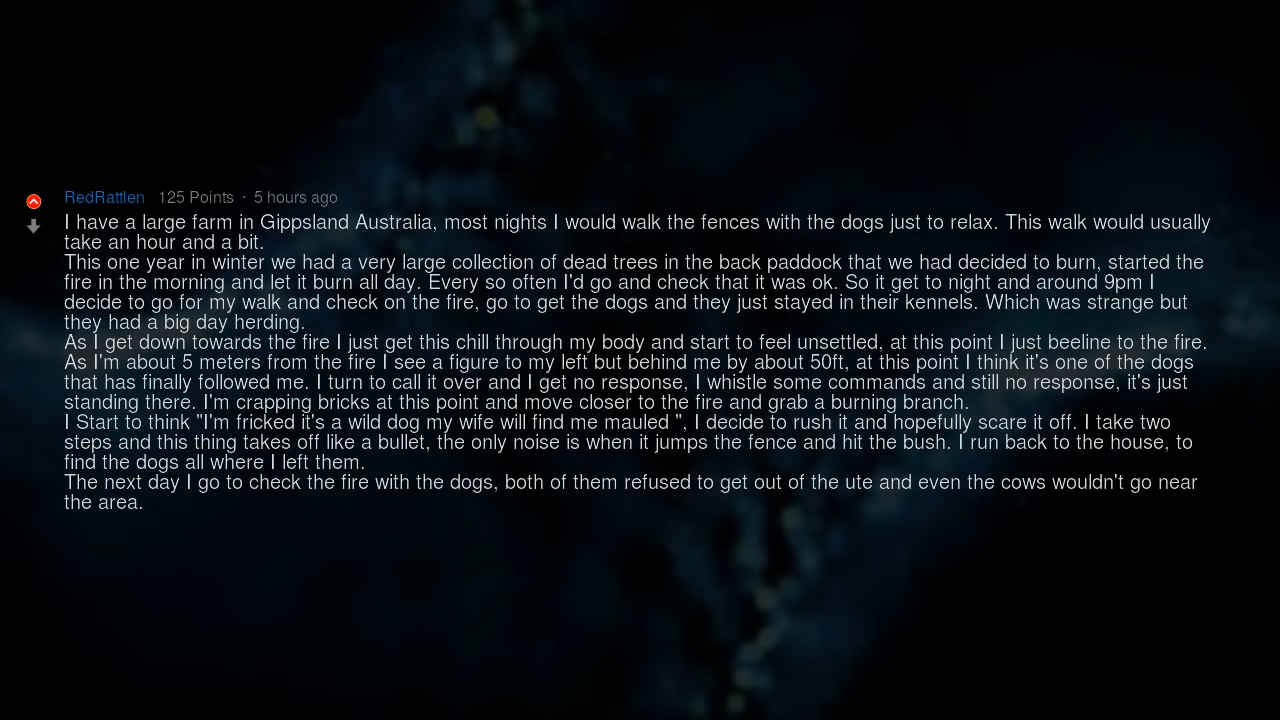 RedRattlen 125 Points · 5 hours ago
I have a large farm in Gippsland Australia, most nights I would walk the fences with the dogs just to relax. This walk would usually
take an hour and a bit.
This one year in winter we had a very large collection of dead trees in the back paddock that we had decided to burn, started the
fire in the morning and let it burn all day. Every so often I'd go and check that it was ok. So it get to night and around 9pm I
decide to go for my walk and check on the fire, go to get the dogs and they just stayed in their kennels. Which was strange but
they had a big day herding.
As I get down towards the fire I just get this chill through my body and start to feel unsettled, at this point I just beeline to the fire.
As I'm about 5 meters from the fire I see a figure to my left but behind me by about 50ft, at this point I think it's one of the dogs
that has finally followed me. I turn to call it over and I get no response, I whistle some commands and still no response, it's just
standing there. I'm crapping bricks at this point and move closer to the fire and grab a burning branch.
I Start to think "I'm fricked it's a wild dog my wife will find me mauled ", I decide to rush it and hopefully scare it off. I take two
steps and this thing takes off like a bullet, the only noise is when it jumps the fence and hit the bush. I run back to the house, to
find the dogs all where I left them.
The next day I go to check the fire with the dogs, both of them refused to get out of the ute and even the cows wouldn't go near
the area.